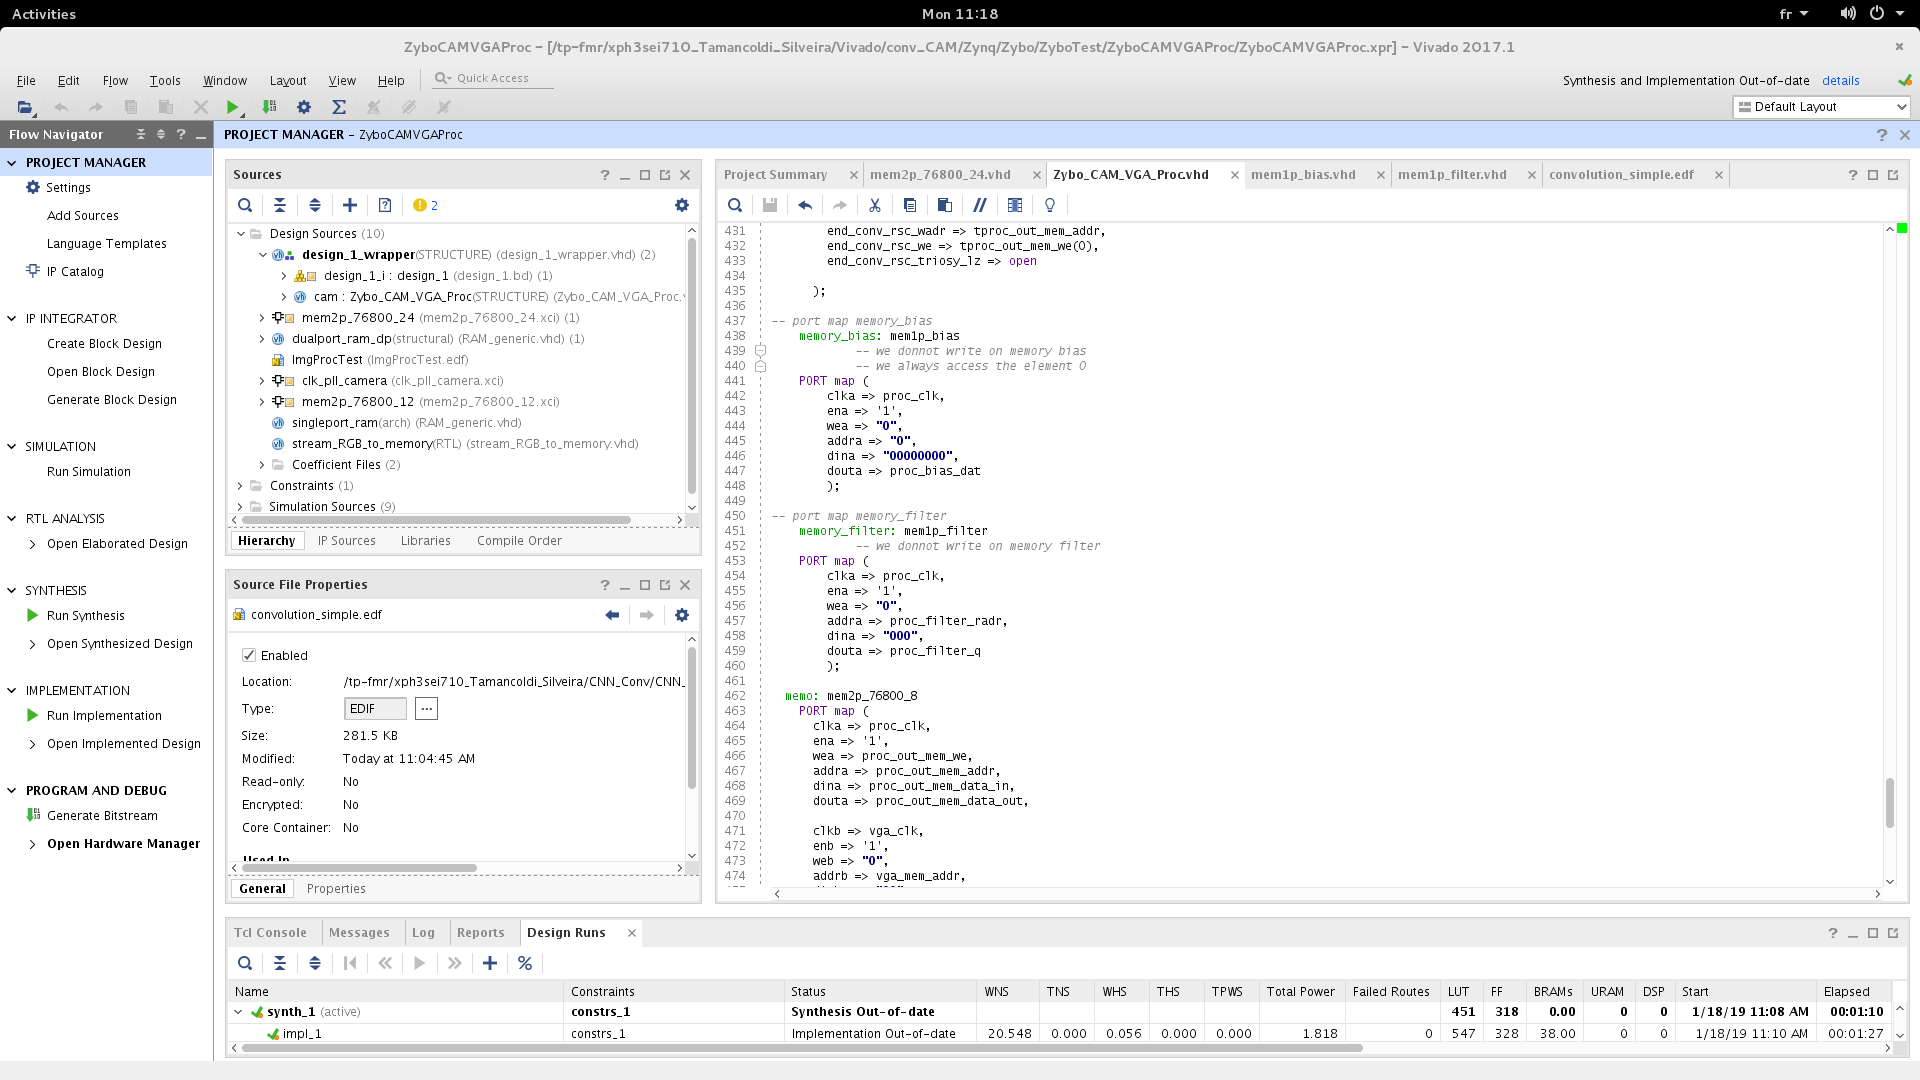 Activities
Mon 11:18
fr
ZyboCAMVGAProc – [/tp-fmr/xph3sei710_Tamancoldi_Silveira/Vivado/conv_CAM/Zynq/Zybo/ZyboTest/ZyboCAMVGAProc/ZyboCAMVGAProc.xpr] – Vivado 2017.1
File Edit Flow Tools Window Layout View Help Quick Access
Synthesis and Implementation Out-of-date details
Default Layout
Flow Navigator
PROJECT MANAGER
Settings
Add Sources
Language Templates
IP Catalog
IP INTEGRATOR
Create Block Design
Open Block Design
Generate Block Design
SIMULATION
Run Simulation
RTL ANALYSIS
Open Elaborated Design
SYNTHESIS
Run Synthesis
Open Synthesized Design
IMPLEMENTATION
Run Implementation
Open Implemented Design
PROGRAM AND DEBUG
Generate Bitstream
Open Hardware Manager
PROJECT MANAGER – ZyboCAMVGAProc
Sources
2
Design Sources (10)
design_1_wrapper(STRUCTURE) (design_1_wrapper.vhd) (2)
design_1_i : design_1 (design_1.bd) (1)
cam : Zybo_CAM_VGA_Proc(STRUCTURE) (Zybo_CAM_VGA_Proc.v
mem2p_76800_24 (mem2p_76800_24.xci) (1)
dualport_ram_dp(structural) (RAM_generic.vhd) (1)
ImgProcTest (ImgProcTest.edf)
clk_pll_camera (clk_pll_camera.xci)
mem2p_76800_12 (mem2p_76800_12.xci)
singleport_ram(arch) (RAM_generic.vhd)
stream_RGB_to_memory(RTL) (stream_RGB_to_memory.vhd)
Coefficient Files (2)
Constraints (1)
Simulation Sources (9)
Hierarchy IP Sources Libraries Compile Order
Source File Properties
convolution_simple.edf
Enabled
Location: /tp-fmr/xph3sei710_Tamancoldi_Silveira/CNN_Conv/CNN_
Type: EDIF ...
Size: 281.5 KB
Modified: Today at 11:04:45 AM
Read-only: No
Encrypted: No
Core Container: No
Used In
General Properties
Project Summary mem2p_76800_24.vhd Zybo_CAM_VGA_Proc.vhd mem1p_bias.vhd mem1p_filter.vhd convolution_simple.edf
431 end_conv_rsc_wadr => tproc_out_mem_addr,
432 end_conv_rsc_we => tproc_out_mem_we(0),
433 end_conv_rsc_triosy_lz => open
434
435 );
436
437 -- port map memory_bias
438 memory_bias: mem1p_bias
439 -- we donnot write on memory bias
440 -- we always access the element 0
441 PORT map (
442 clka => proc_clk,
443 ena => '1',
444 wea => "0",
445 addra => "0",
446 dina => "00000000",
447 douta => proc_bias_dat
448 );
449
450 -- port map memory_filter
451 memory_filter: mem1p_filter
452 -- we donnot write on memory filter
453 PORT map (
454 clka => proc_clk,
455 ena => '1',
456 wea => "0",
457 addra => proc_filter_radr,
458 dina => "000",
459 douta => proc_filter_q
460 );
461
462 memo: mem2p_76800_8
463 PORT map (
464 clka => proc_clk,
465 ena => '1',
466 wea => proc_out_mem_we,
467 addra => proc_out_mem_addr,
468 dina => proc_out_mem_data_in,
469 douta => proc_out_mem_data_out,
470
471 clkb => vga_clk,
472 enb => '1',
473 web => "0",
474 addrb => vga_mem_addr,
Tcl Console Messages Log Reports Design Runs
Name Constraints Status WNS TNS WHS THS TPWS Total Power Failed Routes LUT FF BRAMs URAM DSP Start Elapsed
synth_1 (active) constrs_1 Synthesis Out-of-date 451 318 0.00 0 0 1/18/19 11:08 AM 00:01:10
impl_1 constrs_1 Implementation Out-of-date 20.548 0.000 0.056 0.000 0.000 1.818 0 547 328 38.00 0 0 1/18/19 11:10 AM 00:01:27